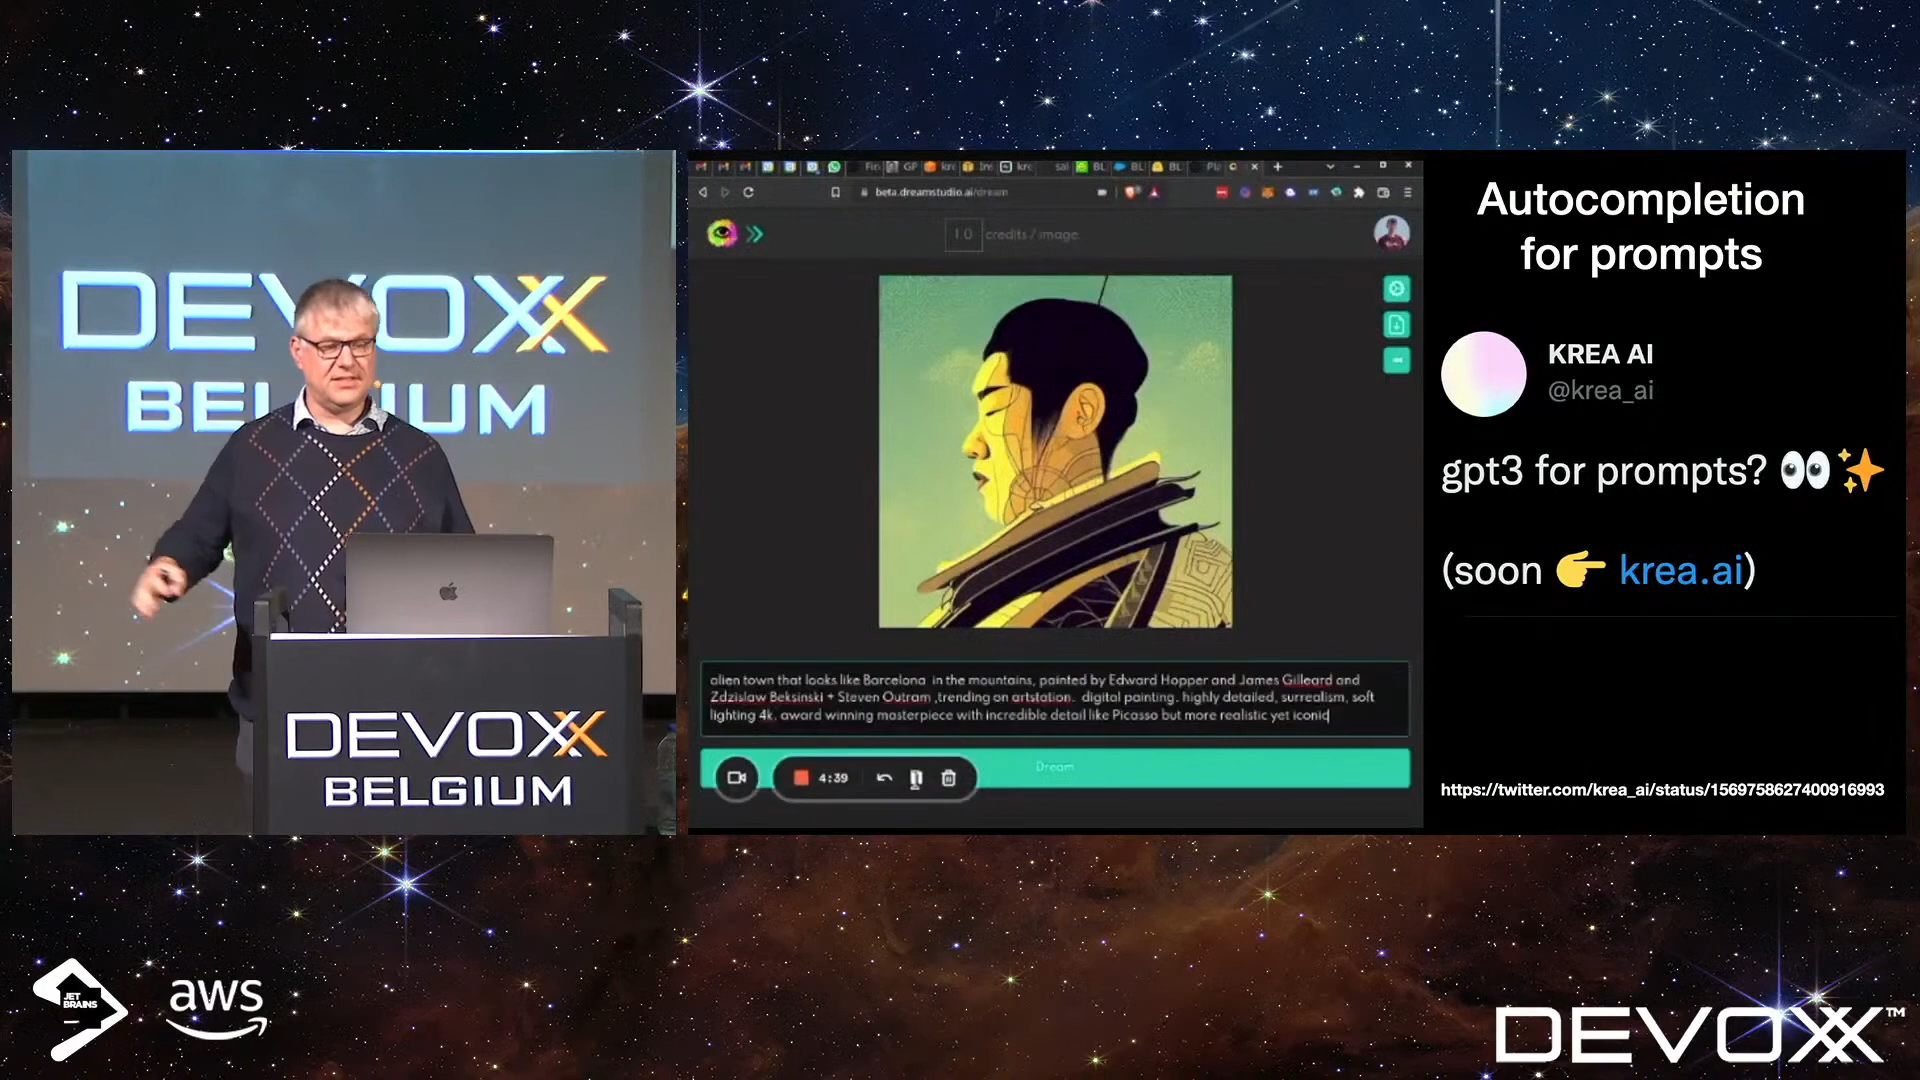 DEVOXX
BELGIUM
DEVOXX
BELGIUM
beta.dreamstudio.ai/dream
1.0 credits / image
alien town that looks like Barcelona in the mountains, painted by Edward Hopper and James Gilleard and
Zdzislaw Beksinski + Steven Outram ,trending on artstation. digital painting. highly detailed, surrealism, soft
lighting 4k. award winning masterpiece with incredible detail like Picasso but more realistic yet iconic
Dream
4:39
Autocompletion
for prompts
KREA AI
@krea_ai
gpt3 for prompts? 👀✨
(soon 👉 krea.ai)
https://twitter.com/krea_ai/status/1569758627400916993
JET
BRAINS
aws
DEVOXX™